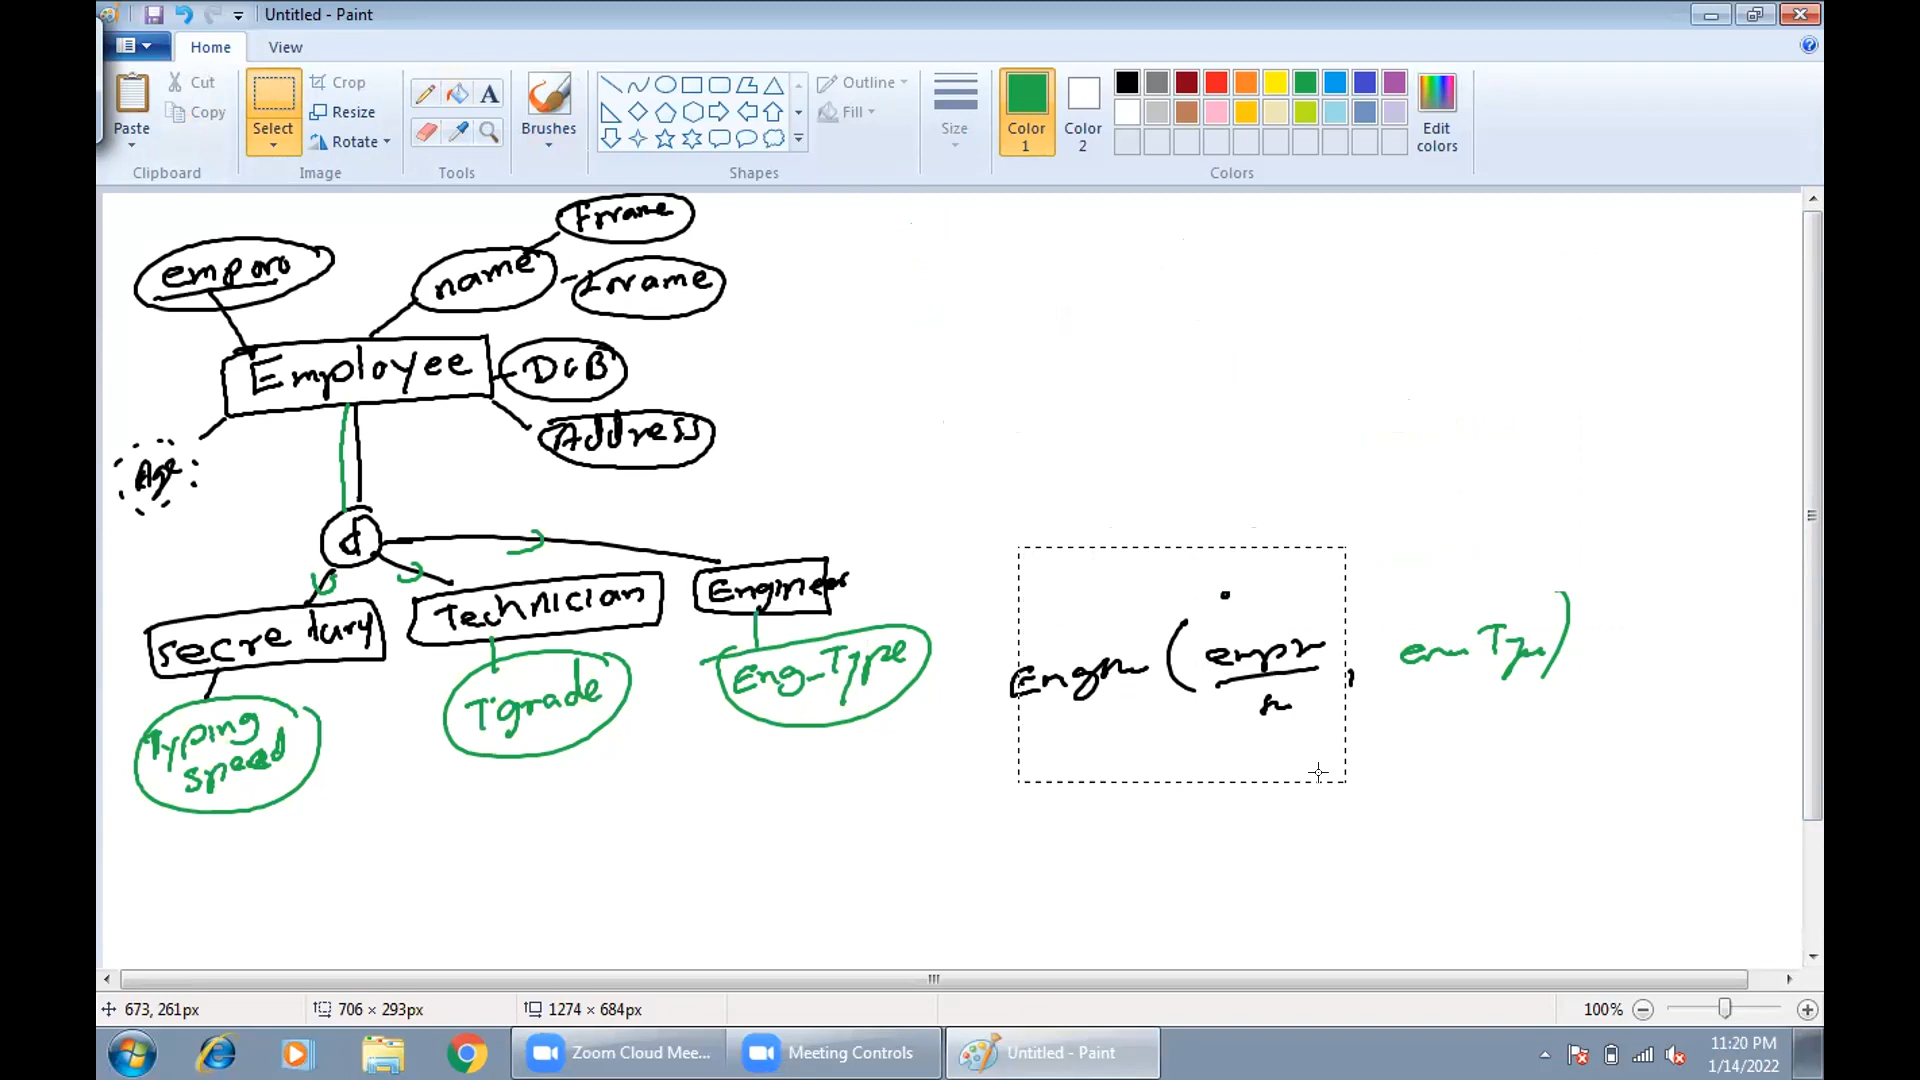 Untitled - Paint
Home
View
Paste
Cut
Copy
Clipboard
Select
Crop
Resize
Rotate
Image
A
Tools
Brushes
Shapes
Outline
Fill
Size
Color
1
Color
2
Edit
colors
Colors
Fname
name
Lname
Employee
DOB
Address
Age
d
Secretary
Technician
Engineer
Typing
speed
Tgrade
Eng_Type
673, 261px
706 × 293px
1274 × 684px
100%
Zoom Cloud Mee...
Meeting Controls
Untitled - Paint
11:20 PM
1/14/2022